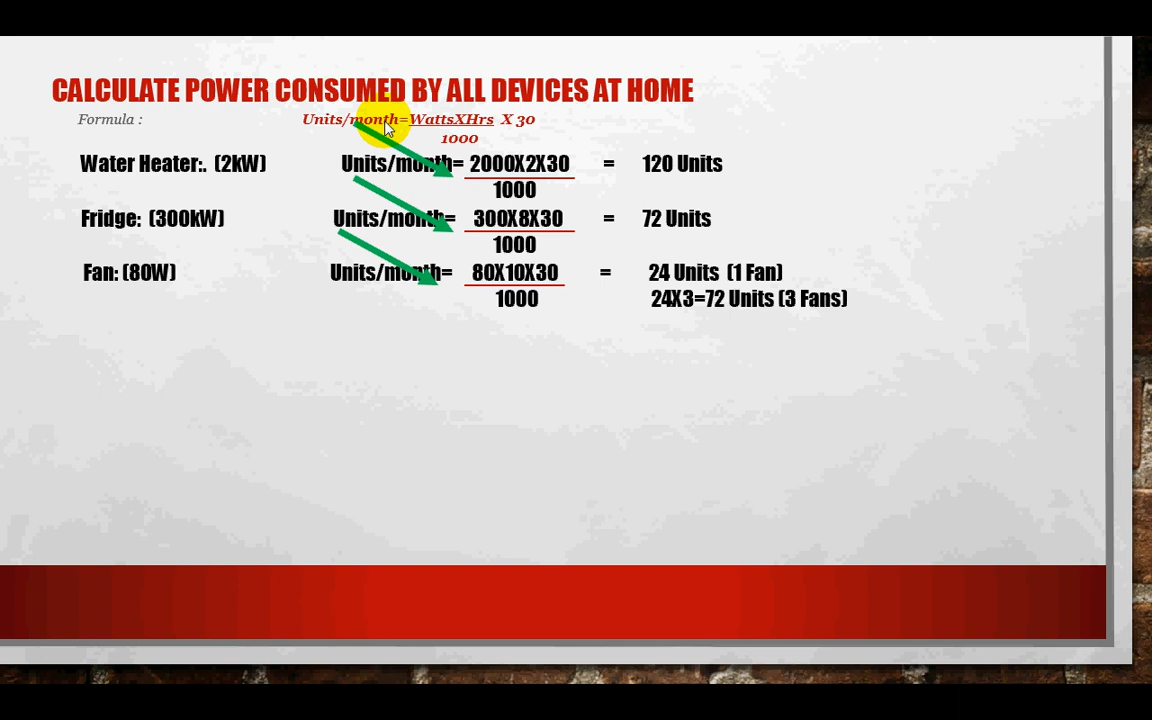 CALCULATE POWER CONSUMED BY ALL DEVICES AT HOME
Formula : Units/month=WattsXHrs X 30
1000
Water Heater:. (2kW) Units/month= 2000X2X30 = 120 Units
1000
Fridge: (300kW) Units/month= 300X8X30 = 72 Units
1000
Fan: (80W) Units/month= 80X10X30 = 24 Units (1 Fan)
1000 24X3=72 Units (3 Fans)